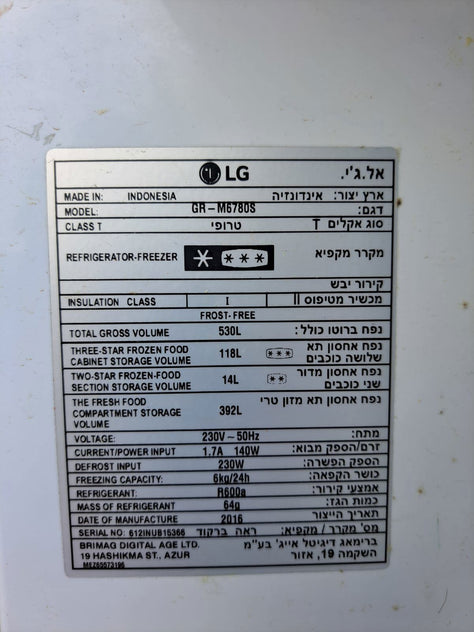 LG אל.ג'י.
MADE IN: INDONESIA ארץ יצור: אינדונזיה
MODEL: GR-M6780S דגם:
CLASS T טרופי סוג אקלים T
REFRIGERATOR-FREEZER מקרר מקפיא
קירור יבש
INSULATION CLASS I מכשיר מטיפוס II
FROST-FREE
TOTAL GROSS VOLUME 530L נפח ברוטו כולל:
THREE-STAR FROZEN FOOD נפח אחסון תא
CABINET STORAGE VOLUME 118L שלושה כוכבים
TWO-STAR FROZEN-FOOD נפח אחסון מדור
SECTION STORAGE VOLUME 14L שני כוכבים
THE FRESH FOOD נפח אחסון תא מזון טרי
COMPARTMENT STORAGE 392L
VOLUME
VOLTAGE: 230V~50Hz מתח:
CURRENT/POWER INPUT 1.7A 140W זרם/הספק מבוא:
DEFROST INPUT 230W הספק הפשרה:
FREEZING CAPACITY: 6kg/24h כושר הקפאה:
REFRIGERANT: R600a אמצעי קירור:
MASS OF REFRIGERANT 64g כמות הגז:
DATE OF MANUFACTURE 2016 תאריך הייצור
SERIAL NO: 612INUB15366 ראה ברקוד מס' מקרר / מקפיא:
BRIMAG DIGITAL AGE LTD. ברימאג דיגיטל אייג' בע"מ
19 HASHIKMA ST., AZUR השקמה 19, אזור
MEZ65573196